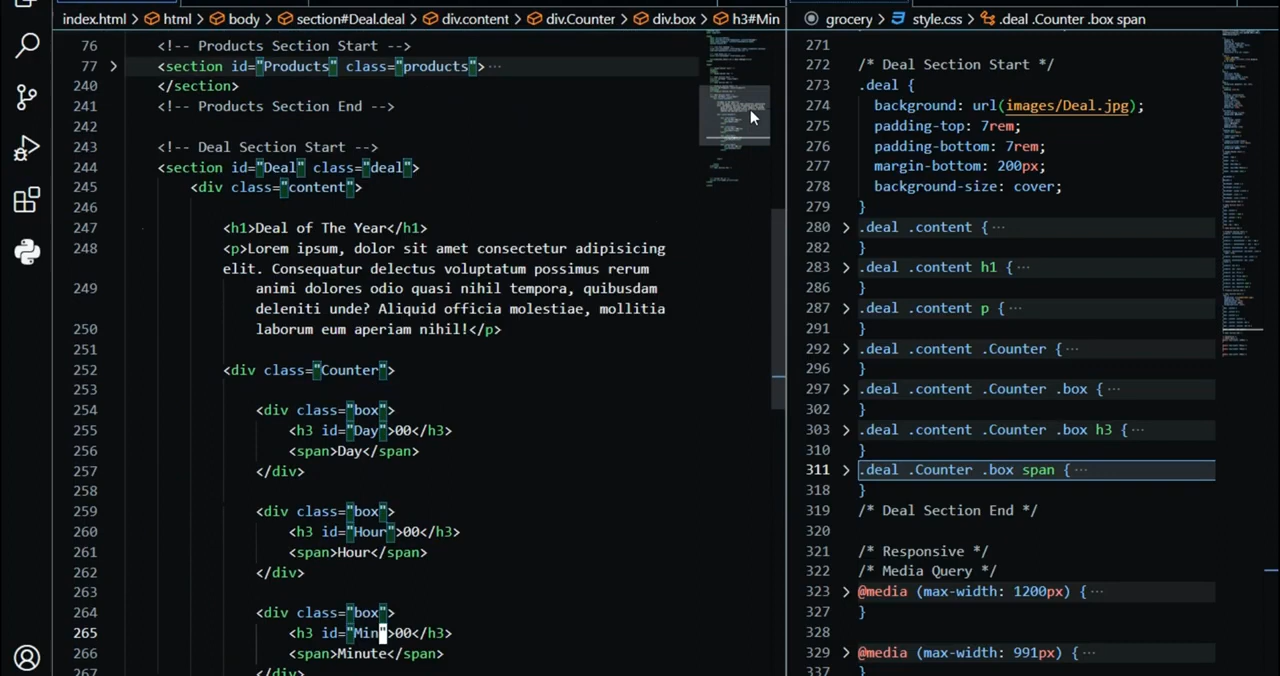 index.html > html > body > section#Deal.deal > div.content > div.Counter > div.box > h3#Min
76 <!-- Products Section Start -->
77 <section id="Products" class="products"> ···
240 </section>
241 <!-- Products Section End -->
242
243 <!-- Deal Section Start -->
244 <section id="Deal" class="deal">
245 <div class="content">
246
247 <h1>Deal of The Year</h1>
248 <p>Lorem ipsum, dolor sit amet consectetur adipisicing
elit. Consequatur delectus voluptatum possimus rerum
249 animi dolores odio quasi nihil tempora, quibusdam
deleniti unde? Aliquid officia molestiae, mollitia
250 laborum eum aperiam nihil!</p>
251
252 <div class="Counter">
253
254 <div class="box">
255 <h3 id="Day">00</h3>
256 <span>Day</span>
257 </div>
258
259 <div class="box">
260 <h3 id="Hour">00</h3>
261 <span>Hour</span>
262 </div>
263
264 <div class="box">
265 <h3 id="Min">00</h3>
266 <span>Minute</span>
267 </div>
grocery > style.css > .deal .Counter .box span
271
272 /* Deal Section Start */
273 .deal {
274 background: url(images/Deal.jpg);
275 padding-top: 7rem;
276 padding-bottom: 7rem;
277 margin-bottom: 200px;
278 background-size: cover;
279 }
280 .deal .content { ···
282 }
283 .deal .content h1 { ···
286 }
287 .deal .content p { ···
291 }
292 .deal .content .Counter { ···
296 }
297 .deal .content .Counter .box { ···
302 }
303 .deal .content .Counter .box h3 { ···
310 }
311 .deal .Counter .box span { ···
318 }
319 /* Deal Section End */
320
321 /* Responsive */
322 /* Media Query */
323 @media (max-width: 1200px) { ···
327 }
328
329 @media (max-width: 991px) { ···
337 }